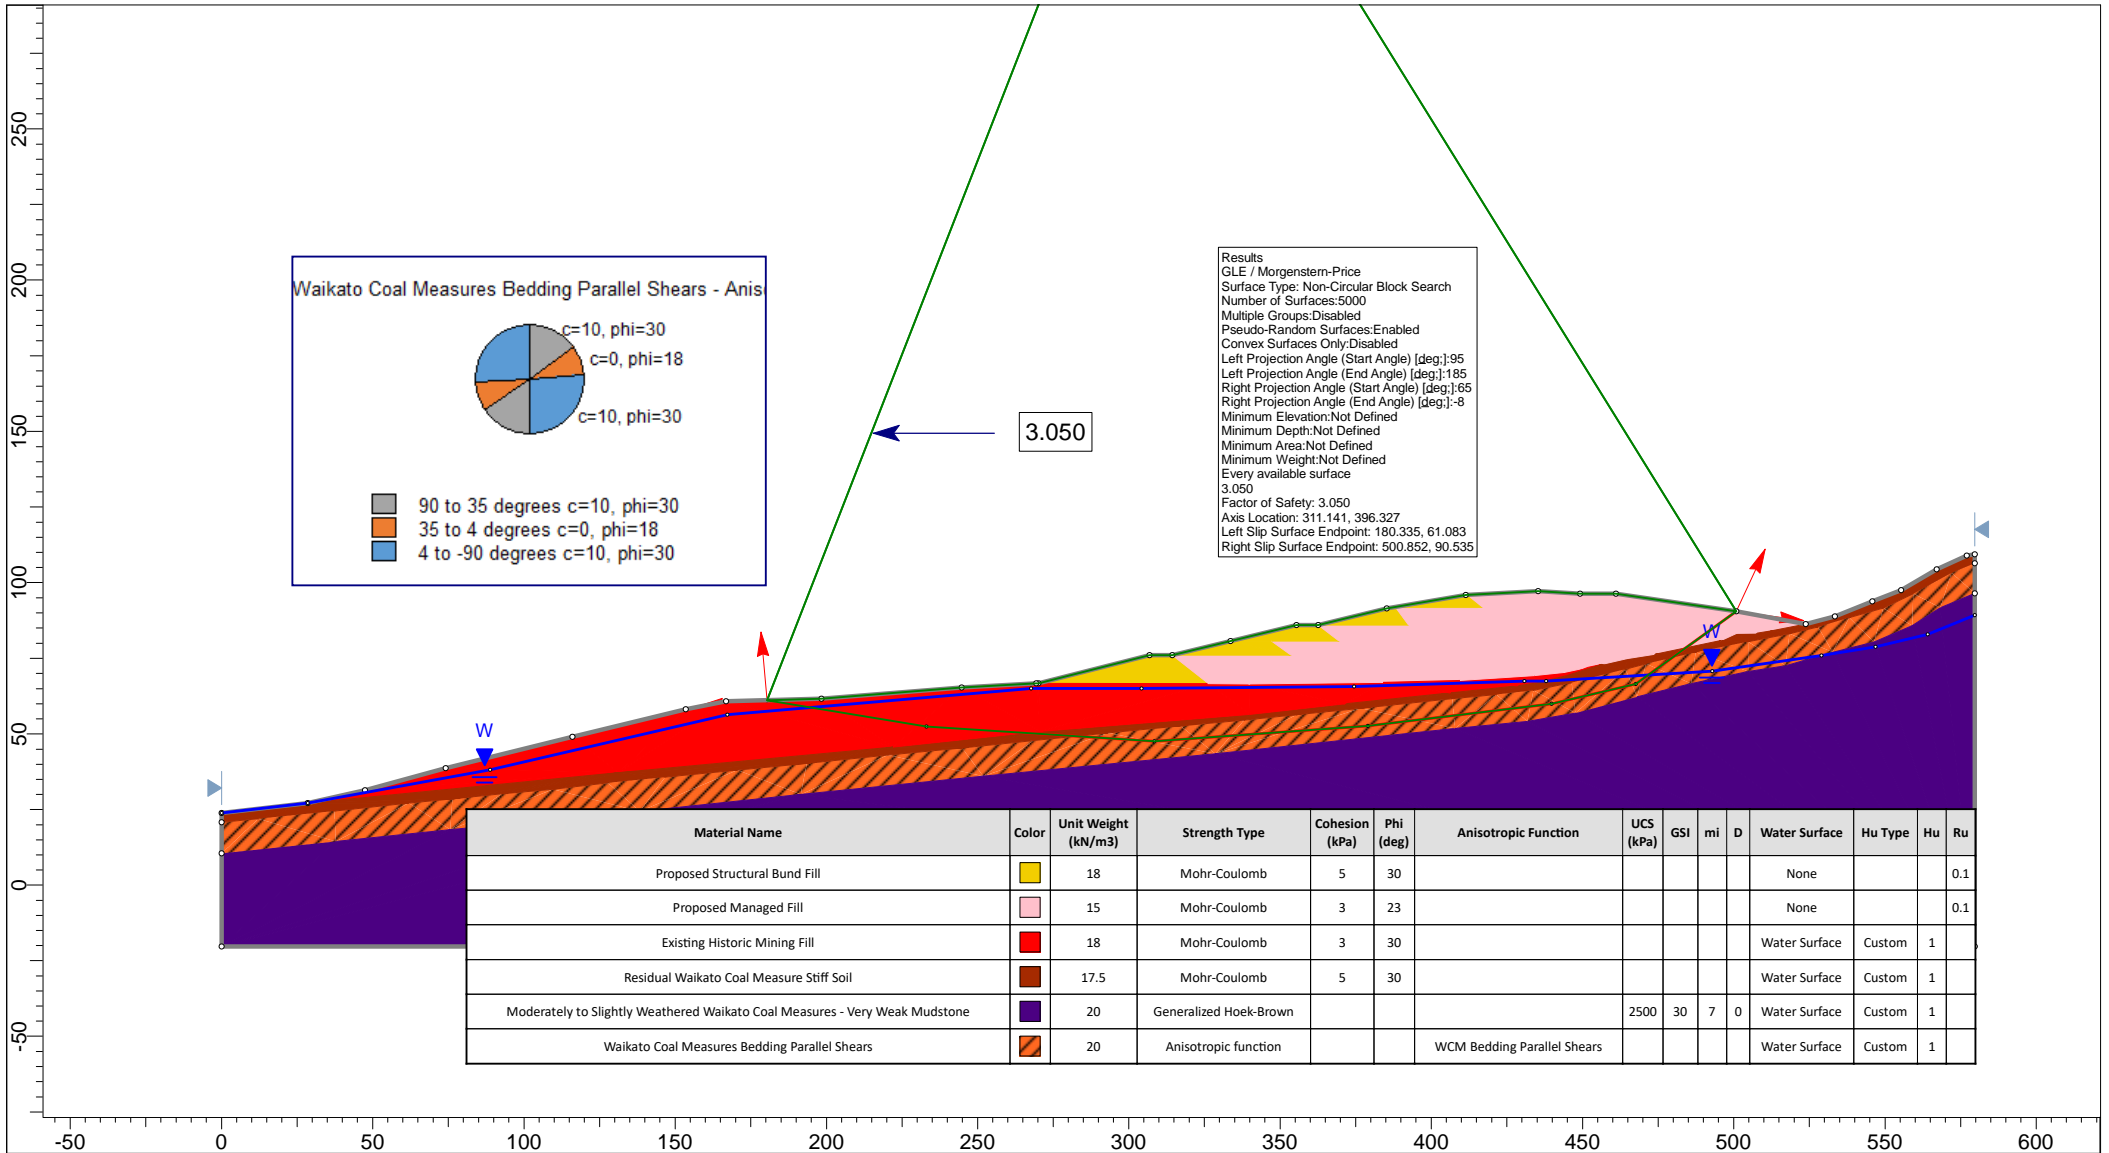 250
200
150
100
50
0
-50
Waikato Coal Measures Bedding Parallel Shears - Anis
c=10, phi=30
c=0, phi=18
c=10, phi=30
90 to 35 degrees c=10, phi=30
35 to 4 degrees c=0, phi=18
4 to -90 degrees c=10, phi=30
3.050
Results
GLE / Morgenstern-Price
Surface Type: Non-Circular Block Search
Number of Surfaces:5000
Multiple Groups:Disabled
Pseudo-Random Surfaces:Enabled
Convex Surfaces Only:Disabled
Left Projection Angle (Start Angle) [deg;]:95
Left Projection Angle (End Angle) [deg;]:185
Right Projection Angle (Start Angle) [deg;]:65
Right Projection Angle (End Angle) [deg;]:-8
Minimum Elevation:Not Defined
Minimum Depth:Not Defined
Minimum Area:Not Defined
Minimum Weight:Not Defined
Every available surface
3.050
Factor of Safety: 3.050
Axis Location: 311.141, 396.327
Left Slip Surface Endpoint: 180.335, 61.083
Right Slip Surface Endpoint: 500.852, 90.535
W
W
Material Name Color Unit Weight (kN/m3) Strength Type Cohesion (kPa) Phi (deg) Anisotropic Function UCS (kPa) GSI mi D Water Surface Hu Type Hu Ru
Proposed Structural Bund Fill 18 Mohr-Coulomb 5 30 None 0.1
Proposed Managed Fill 15 Mohr-Coulomb 3 23 None 0.1
Existing Historic Mining Fill 18 Mohr-Coulomb 3 30 Water Surface Custom 1
Residual Waikato Coal Measure Stiff Soil 17.5 Mohr-Coulomb 5 30 Water Surface Custom 1
Moderately to Slightly Weathered Waikato Coal Measures - Very Weak Mudstone 20 Generalized Hoek-Brown 2500 30 7 0 Water Surface Custom 1
Waikato Coal Measures Bedding Parallel Shears 20 Anisotropic function WCM Bedding Parallel Shears Water Surface Custom 1
-50 0 50 100 150 200 250 300 350 400 450 500 550 600